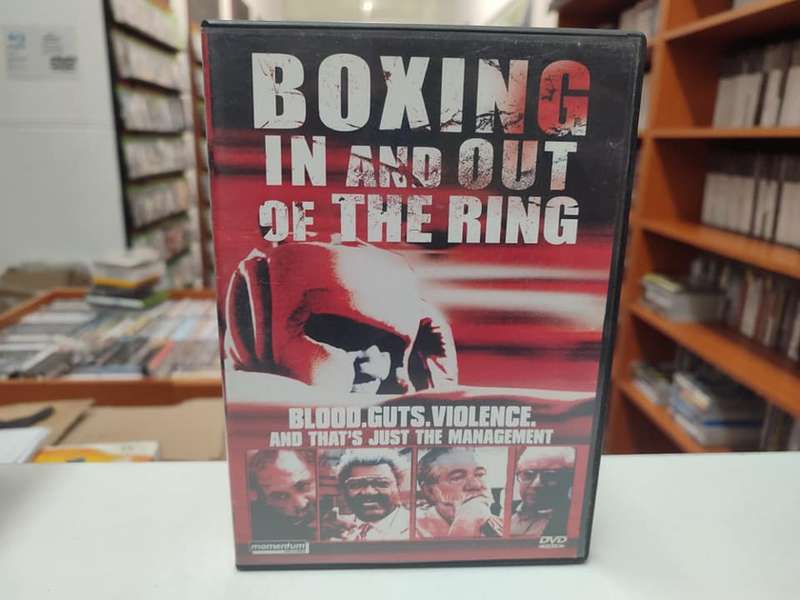 BOXING
IN AND OUT
OF THE RING
BLOOD.GUTS.VIOLENCE.
AND THAT'S JUST THE MANAGEMENT
momentum
DVD